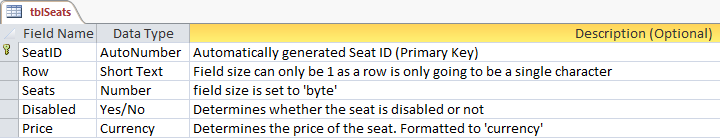 tblSeats
Field Name Data Type Description (Optional)
SeatID AutoNumber Automatically generated Seat ID (Primary Key)
Row Short Text Field size can only be 1 as a row is only going to be a single character
Seats Number field size is set to 'byte'
Disabled Yes/No Determines whether the seat is disabled or not
Price Currency Determines the price of the seat. Formatted to 'currency'